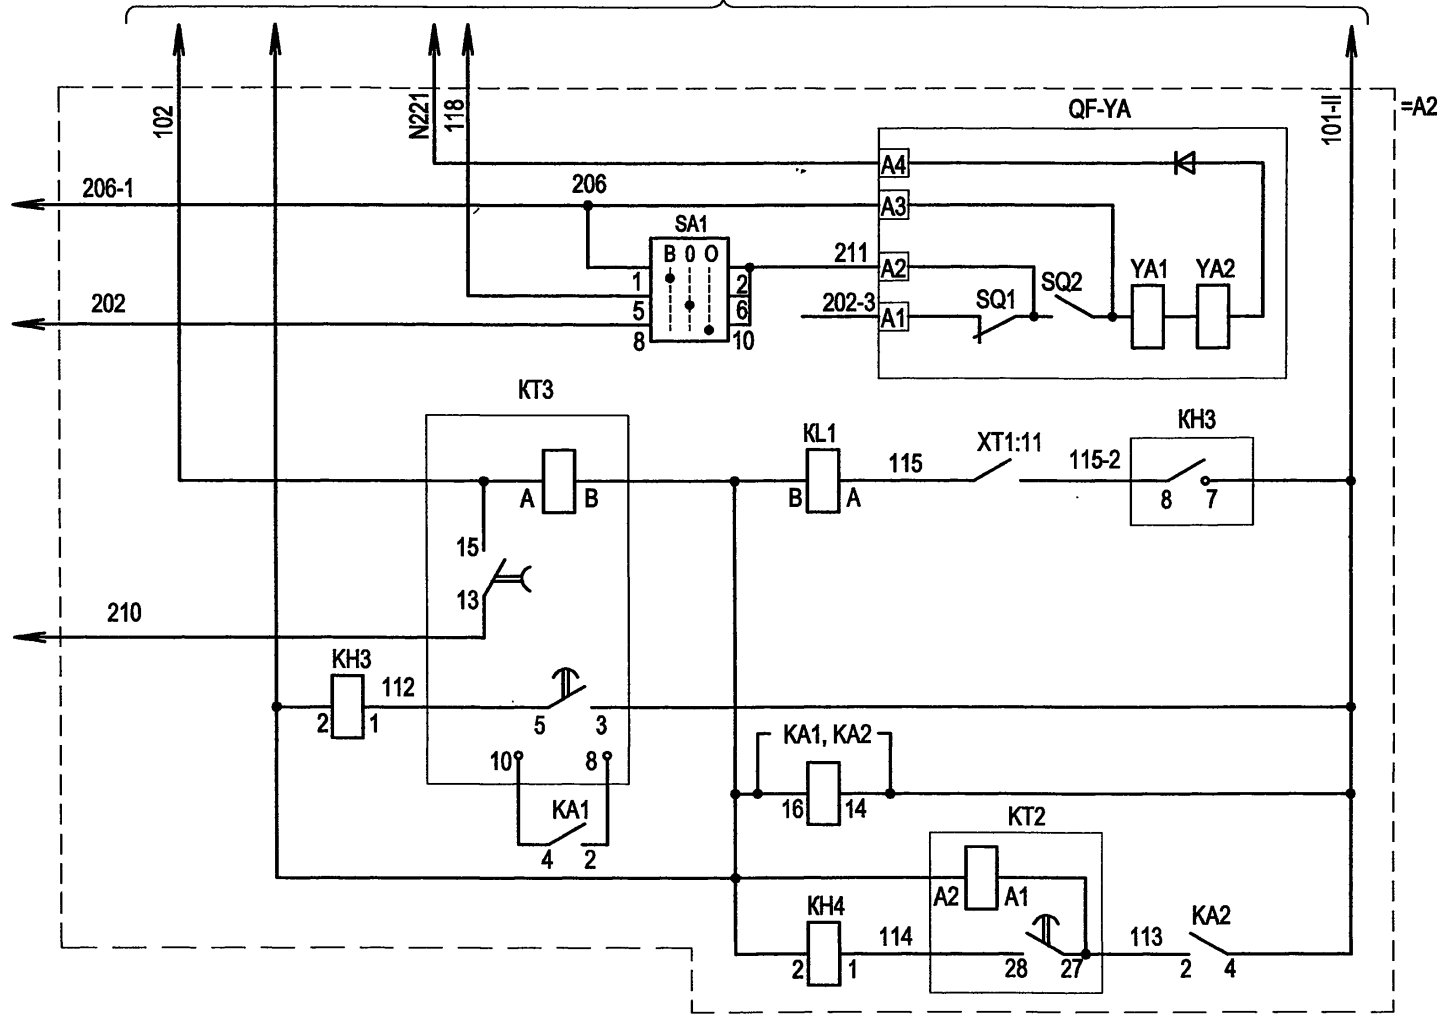 =A2
102
N221
118
QF-YA
101-II
A4
206-1
206
A3
SA1
B 0 O
211
A2
1
2
YA1
YA2
SQ2
SQ1
202
202-3
A1
5
6
8
10
KT3
KH3
KL1
XT1:11
115
115-2
A
B
B
A
8
7
15
13
210
KH3
112
2
1
5
3
KA1, KA2
10
8
16
14
KA1
KT2
4
2
A2
A1
KH4
KA2
114
113
2
1
28
27
2
4